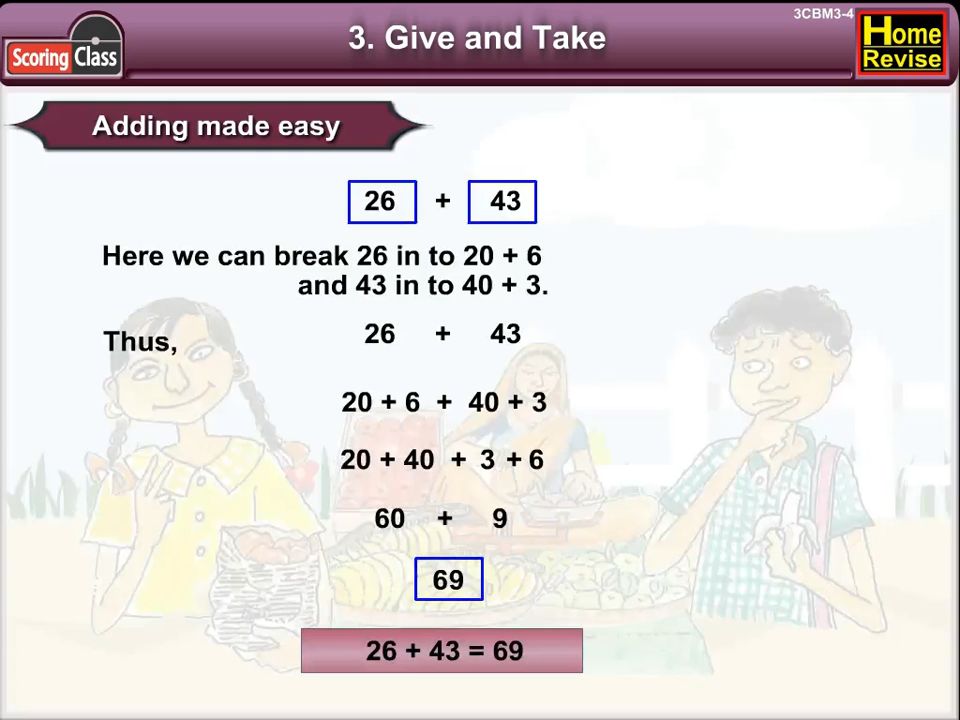 3CBM3-4
3. Give and Take
Scoring Class
Home
Revise
Adding made easy
26 + 43
Here we can break 26 in to 20 + 6
and 43 in to 40 + 3.
Thus, 26 + 43
20 + 6 + 40 + 3
20 + 40 + 3 + 6
60 + 9
69
26 + 43 = 69